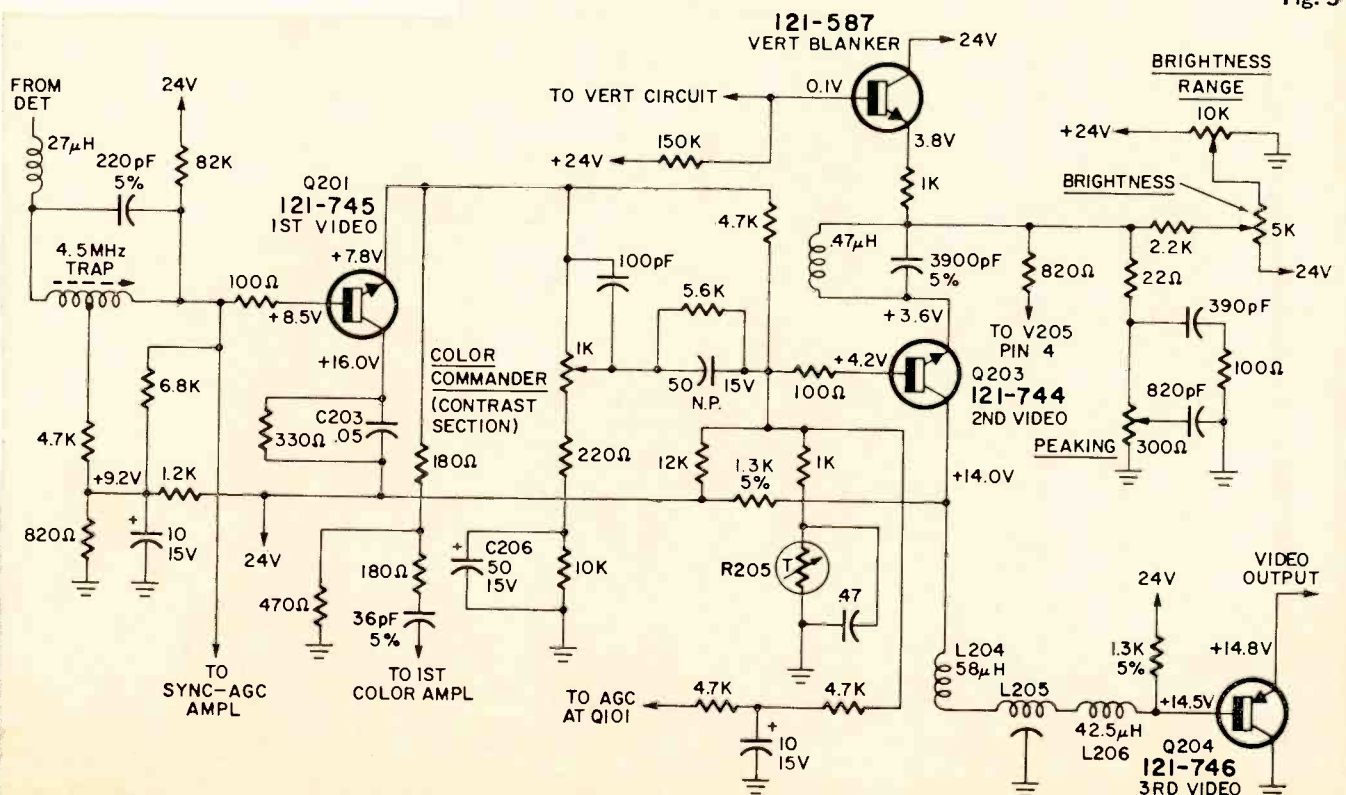 Fig. 5
121-587
VERT BLANKER
24V
BRIGHTNESS
RANGE
10K
+24V
FROM
DET
24V
TO VERT CIRCUIT
0.1V
27μH
220pF
5%
82K
150K
+24V
3.8V
1K
BRIGHTNESS
5K
Q201
121-745
1ST VIDEO
4.7K
2.2K
24V
4.5MHz
TRAP
+7.8V
100pF
.47μH
3900pF
5%
820Ω
22Ω
390pF
100Ω
+8.5V
5.6K
+3.6V
TO V205
PIN 4
100Ω
+16.0V
COLOR
COMMANDER
(CONTRAST
SECTION)
1K
50
15V
N.P.
100Ω
+4.2V
Q203
121-744
2ND VIDEO
820pF
PEAKING
300Ω
6.8K
C203
.05
330Ω
4.7K
180Ω
220Ω
12K
1.3K
5%
1K
+14.0V
+9.2V
1.2K
820Ω
+
10
15V
24V
+
C206
50
15V
10K
R205
T
47
470Ω
180Ω
36pF
5%
TO
SYNC-AGC
AMPL
TO 1ST
COLOR AMPL
TO AGC
AT Q101
4.7K
4.7K
+
10
15V
L204
58μH
L205
42.5μH
L206
24V
1.3K
5%
+14.5V
+14.8V
VIDEO
OUTPUT
Q204
121-746
3RD VIDEO